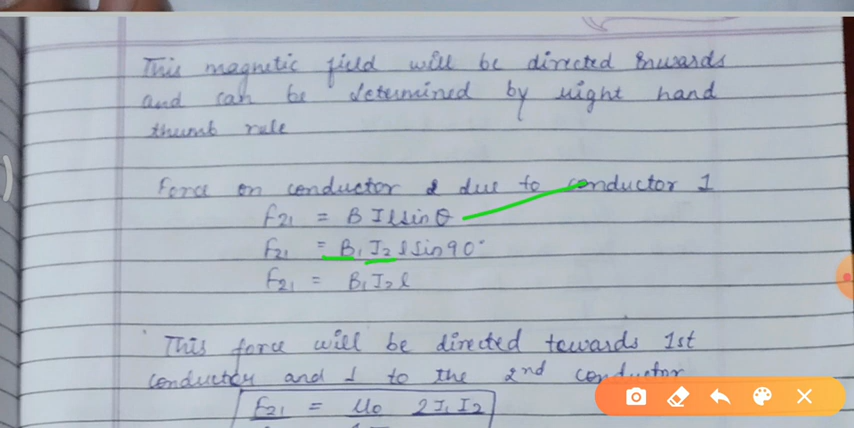 This magnetic field will be directed Inwards
and can be determined by right hand
thumb rule
Force on conductor 2 due to conductor 1
F21 = B I l sin θ
F21 = B1 I2 l sin 90°
F21 = B1 I2 l
This force will be directed towards 1st
conductor and ⊥ to the 2nd conductor
F21 = μ0 2 I1 I2